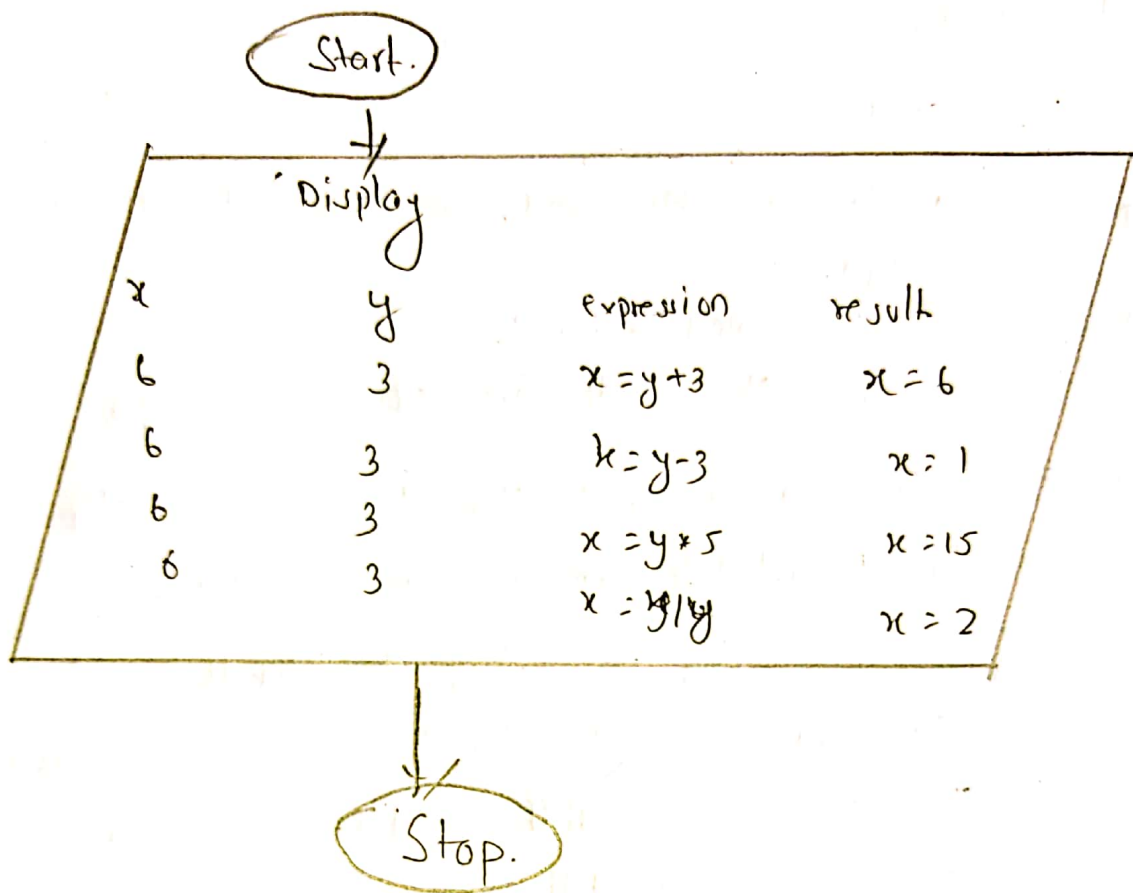 Start.
Display
x y expression result
6 3 x = y + 3 x = 6
6 3 x = y - 3 x = 1
6 3 x = y * 5 x = 15
6 3 x = / y x = 2
Stop.